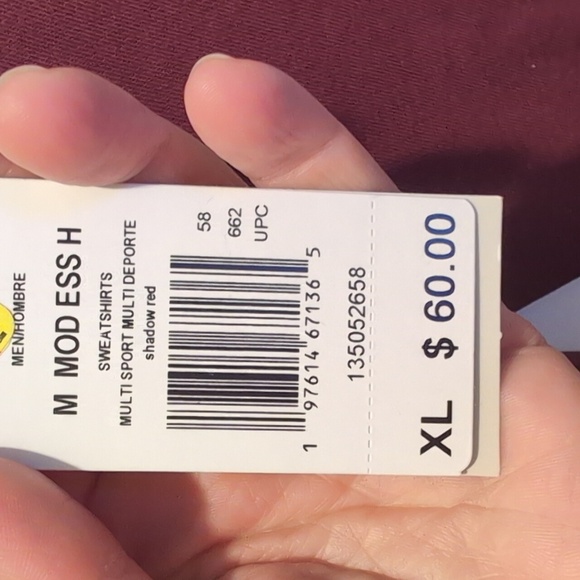 MEN/HOMBRE
M MOD ESS H
SWEATSHIRTS
MULTI SPORT MULTI DEPORTE
shadow red
58
662
UPC
1 97614 67136 5
135052658
XL $ 60.00